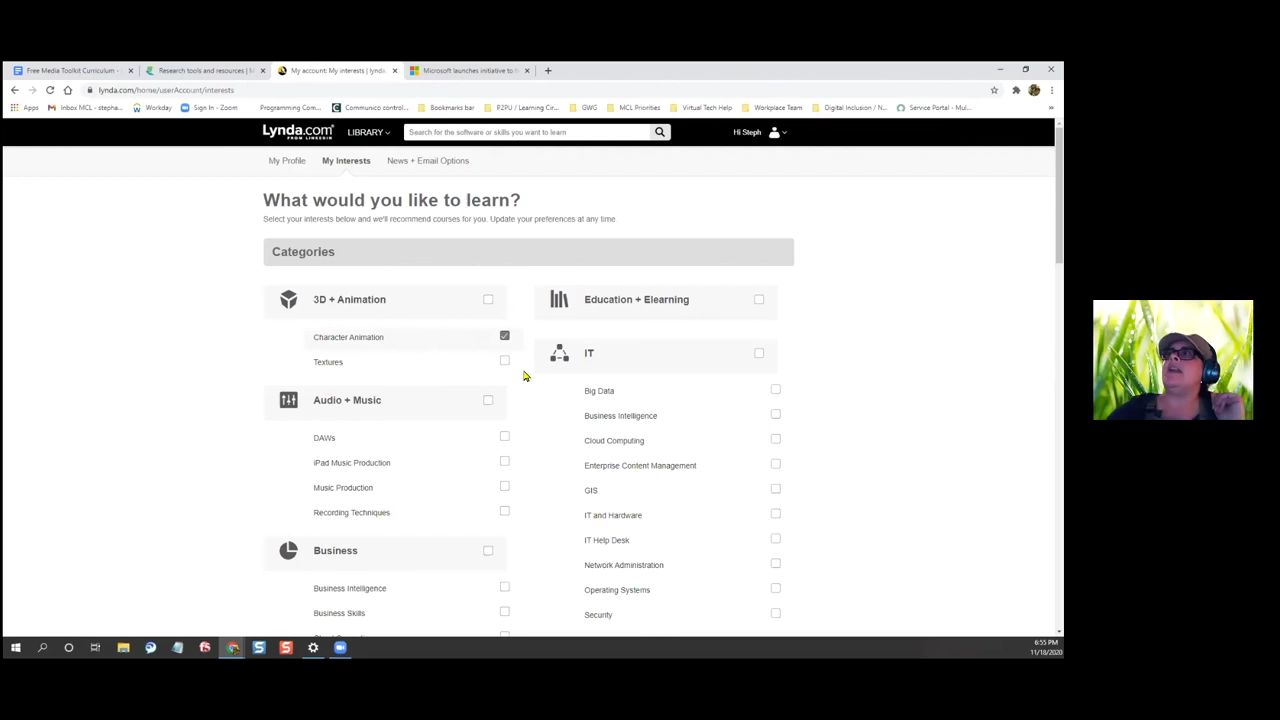 Free Media Toolkit Curriculum -
Research tools and resources | M
My account: My interests | lynda
Microsoft launches initiative to h
lynda.com/home/userAccount/interests
Apps
Inbox MCL - stepha...
Workday
Sign In - Zoom
Programming Com...
Communico control...
Bookmarks bar
P2PU / Learning Cir...
GWG
MCL Priorities
Virtual Tech Help
Workplace Team
Digital Inclusion / N...
Service Portal - Mul...
Lynda.com
FROM LINKEDIN
LIBRARY
Search for the software or skills you want to learn
Hi Steph
My Profile
My Interests
News + Email Options
What would you like to learn?
Select your interests below and we'll recommend courses for you. Update your preferences at any time.
Categories
3D + Animation
Character Animation
Textures
Audio + Music
DAWs
iPad Music Production
Music Production
Recording Techniques
Business
Business Intelligence
Business Skills
Education + Elearning
IT
Big Data
Business Intelligence
Cloud Computing
Enterprise Content Management
GIS
IT and Hardware
IT Help Desk
Network Administration
Operating Systems
Security
6:55 PM
11/18/2020